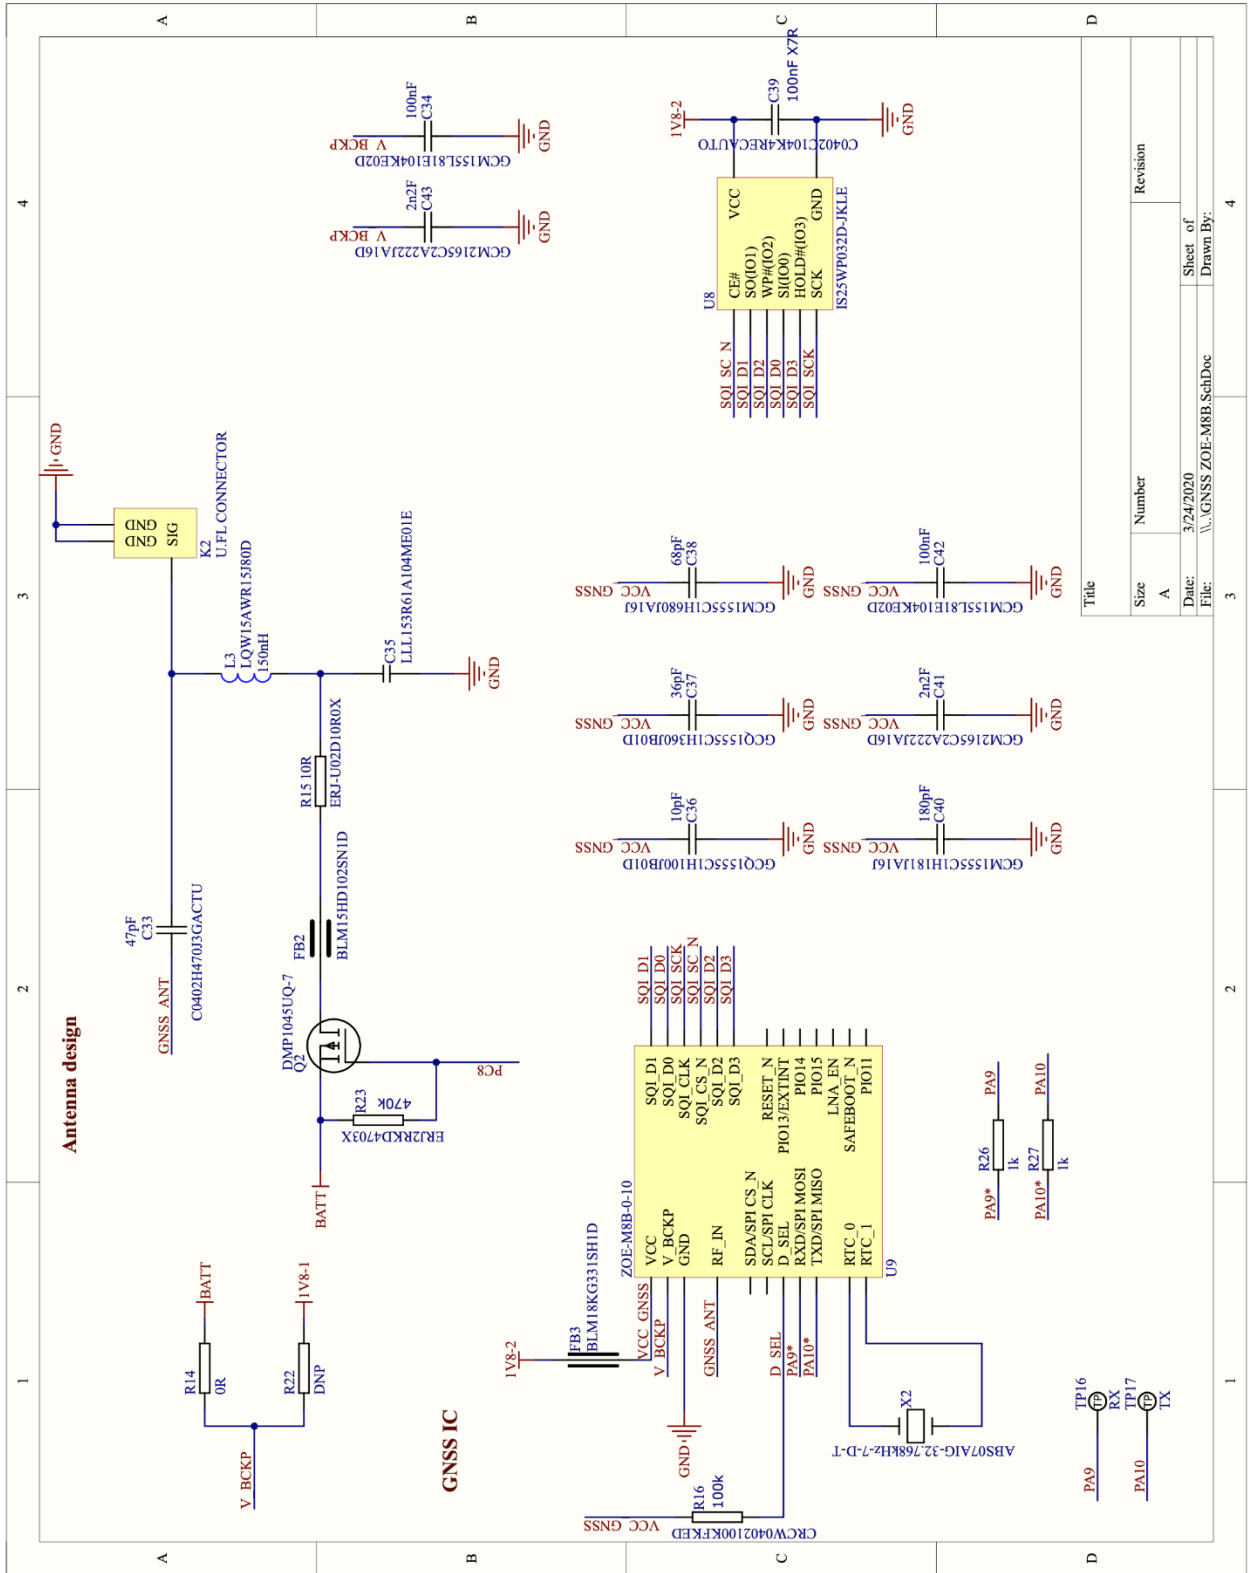 1
2
3
4
A
B
C
D
Antenna design
V_BCKP
R14
0R
BATT
R22
DNP
1V8-1
GNSS_ANT
47pF
C33
C0402H470J3GACTU
GND
GND
GND
SIG
K2
U.FL CONNECTOR
L3
LQW15AWR15J80D
150nH
BATT
R23
470k
ERJ2RKD4703X
DMP1045UQ-7
Q2
PC8
FB2
BLM15HD102SN1D
R15 10R
ERJ-U02D10R0X
C35
LLL153R61A104ME01E
GND
V_BCKP
2n2F
C43
GCM2165C2A222JA16D
GND
V_BCKP
100nF
C34
GCM155L81E104KE02D
GND
GNSS IC
VCC_GNSS
R16
100k
CRCW0402100KFKED
1V8-2
FB3
BLM18KG331SH1D
GND
VCC_GNSS
V_BCKP
GNSS_ANT
D_SEL
PA9*
PA10*
ZOE-M8B-0-10
VCC
V_BCKP
GND
RF_IN
SDA/SPI CS_N
SCL/SPI CLK
D_SEL
RXD/SPI MOSI
TXD/SPI MISO
RTC_0
RTC_1
SQI_D1
SQI_D0
SQI_CLK
SQI_CS_N
SQI_D2
SQI_D3
RESET_N
PIO13/EXTINT
PIO14
PIO15
LNA_EN
SAFEBOOT_N
PIO11
U9
SQI_D1
SQI_D0
SQI_SCK
SQI_SC_N
SQI_D2
SQI_D3
X2
ABS07AIG-32.768kHz-7-D-T
VCC_GNSS
10pF
C36
GCQ1555C1H100JB01D
GND
VCC_GNSS
36pF
C37
GCQ1555C1H360JB01D
GND
VCC_GNSS
68pF
C38
GCM1555C1H680JA16J
GND
VCC_GNSS
180pF
C40
GCM1555C1H181JA16J
GND
VCC_GNSS
2n2F
C41
GCM2165C2A222JA16D
GND
VCC_GNSS
100nF
C42
GCM155L81E104KE02D
GND
SQI_SC_N
SQI_D1
SQI_D2
SQI_D0
SQI_D3
SQI_SCK
U8
CE#
SO(IO1)
WP#(IO2)
SI(IO0)
HOLD#(IO3)
SCK
VCC
GND
IS25WP032D-JKLE
1V8-2
C39
100nF X7R
C0402C104K4RECAUTO
GND
PA9*
R26
1k
PA9
PA10*
R27
1k
PA10
PA9
TP16
TP
RX
PA10
TP17
TP
TX
Title
Size
A
Number
Revision
Date:
3/24/2020
Sheet of
File:
\\..\GNSS ZOE-M8B.SchDoc
Drawn By:
1
2
3
4
A
B
C
D